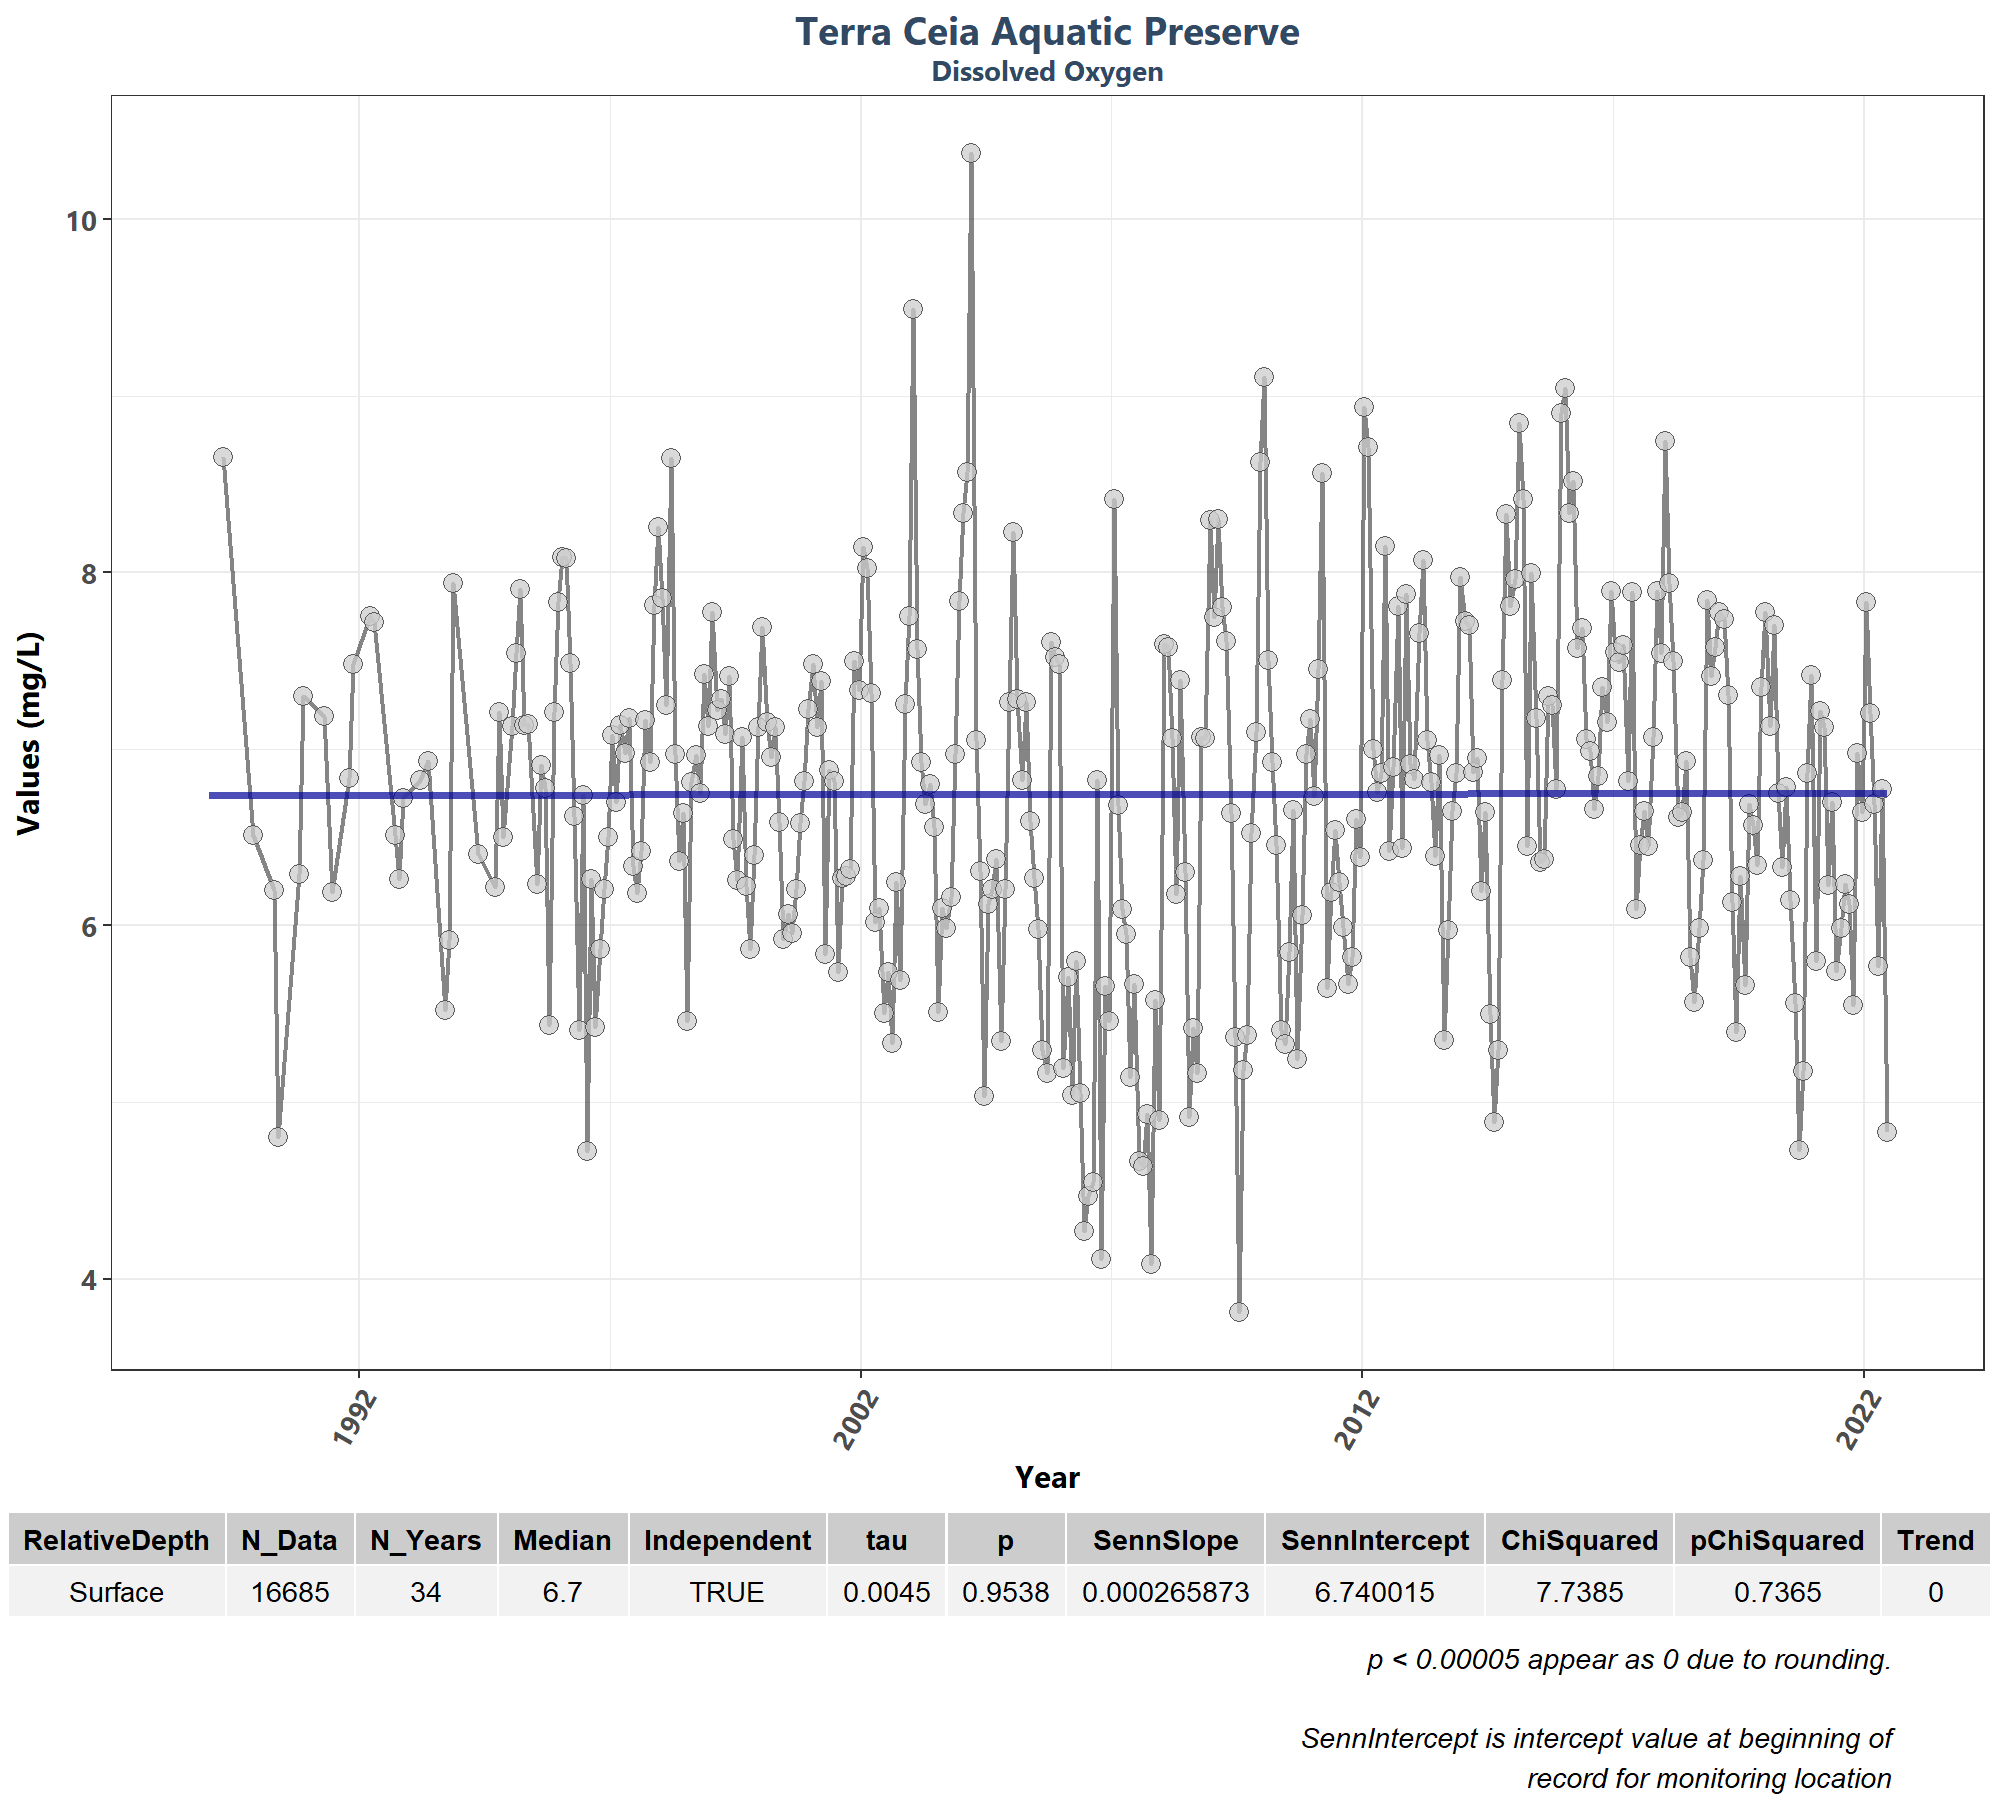 Terra Ceia Aquatic Preserve
Dissolved Oxygen
Values (mg/L)
10
8
6
4
1992
2002
2012
2022
Year
RelativeDepth N_Data N_Years Median Independent tau p SennSlope SennIntercept ChiSquared pChiSquared Trend
Surface 16685 34 6.7 TRUE 0.0045 0.9538 0.000265873 6.740015 7.7385 0.7365 0
p < 0.00005 appear as 0 due to rounding.
SennIntercept is intercept value at beginning of
record for monitoring location